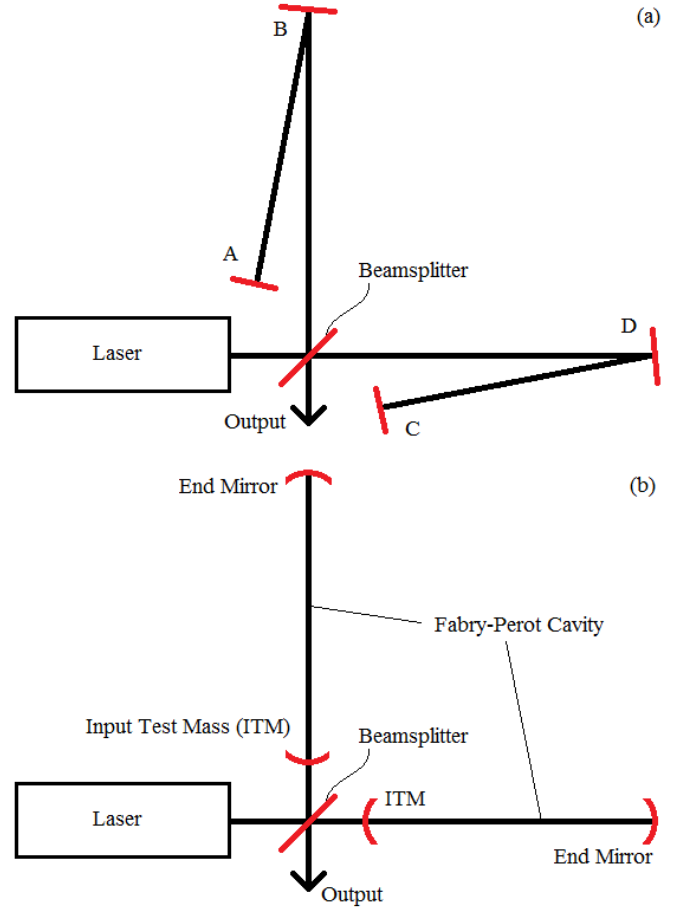 (a)
B
A
Beamsplitter
D
Laser
Output
C
(b)
End Mirror
Fabry-Perot Cavity
Input Test Mass (ITM)
Beamsplitter
ITM
Laser
End Mirror
Output